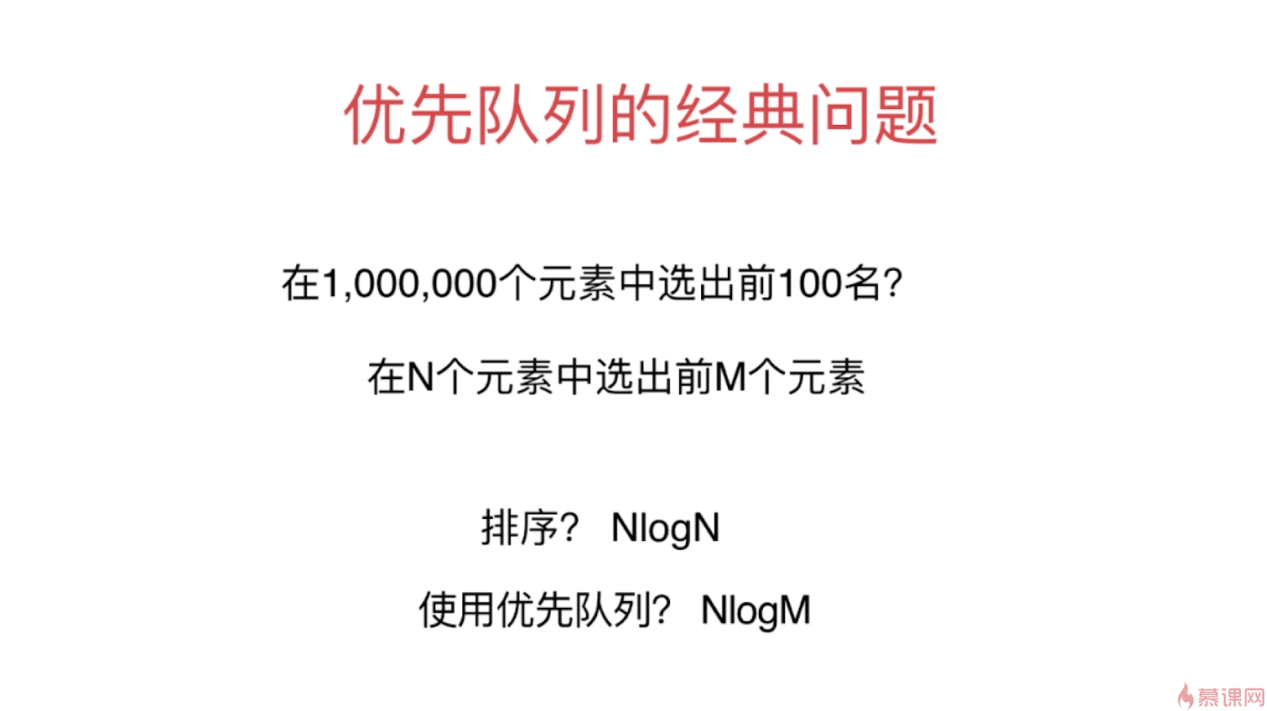 优先队列的经典问题
在1,000,000个元素中选出前100名？
在N个元素中选出前M个元素
排序？ NlogN
使用优先队列？ NlogM
慕课网